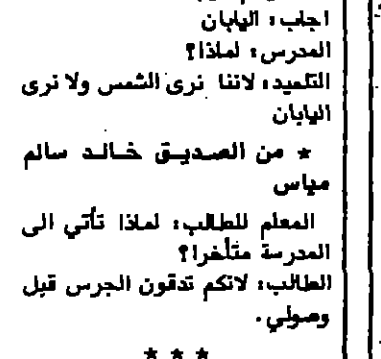 اجاب: اليابان
المدرس: لماذا؟
التلميد: لاننا نرى الشمس ولا نرى
اليابان
* من الصديق خالد سالم
مياس
المعلم للطالب: لماذا تأتي الى
المدرسة متأخرا؟
الطالب: لانكم تدقون الجرس قبل
وصولي.
* * *